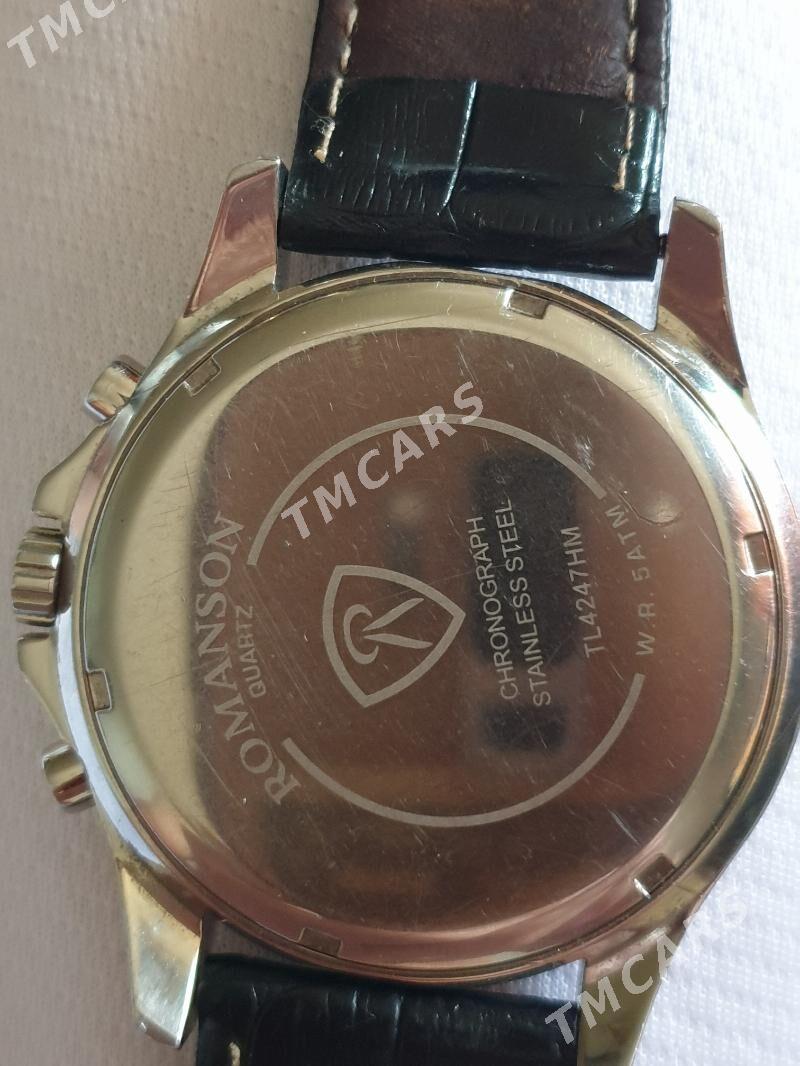 TMCARS
ROMANSON
QUARTZ
TMCARS
CHRONOGRAPH
STAINLESS STEEL
TL4247HM
W.R. 5ATM.
TMCARS